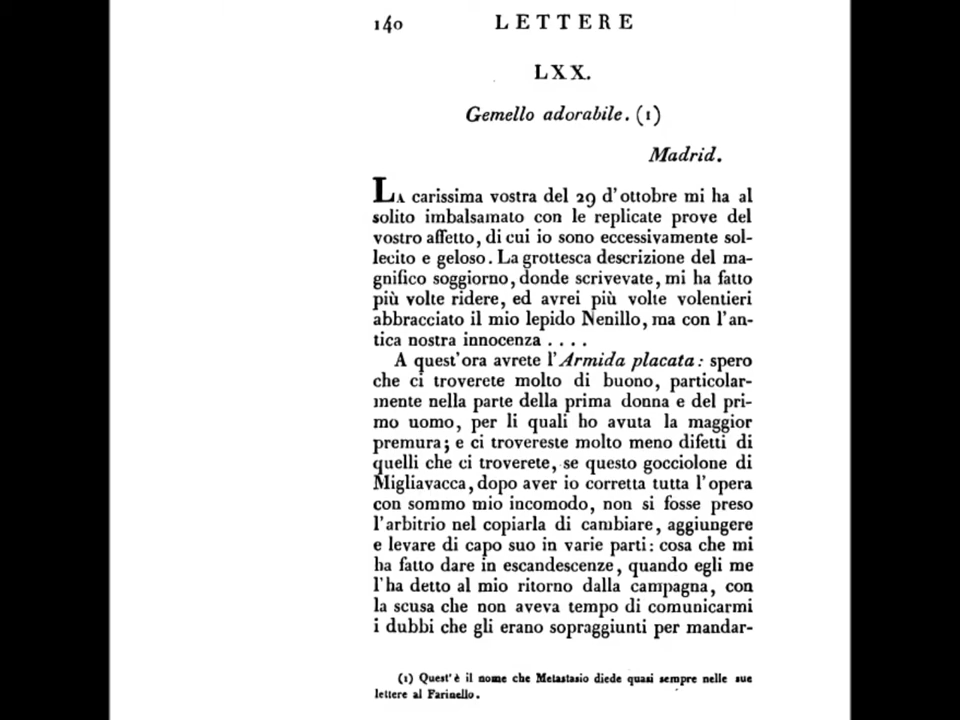 140 LETTERE
LXX.
Gemello adorabile. (1)
Madrid.
LA carissima vostra del 29 d'ottobre mi ha al
solito imbalsamato con le replicate prove del
vostro affetto, di cui io sono eccessivamente sol-
lecito e geloso. La grottesca descrizione del ma-
gnifico soggiorno, donde scrivevate, mi ha fatto
più volte ridere, ed avrei più volte volentieri
abbracciato il mio lepido Nenillo, ma con l'an-
tica nostra innocenza ....
A quest'ora avrete l'Armida placata: spero
che ci troverete molto di buono, particolar-
mente nella parte della prima donna e del pri-
mo uomo, per li quali ho avuta la maggior
premura; e ci trovereste molto meno difetti di
quelli che ci troverete, se questo gocciolone di
Migliavacca, dopo aver io corretta tutta l'opera
con sommo mio incomodo, non si fosse preso
l'arbitrio nel copiarla di cambiare, aggiungere
e levare di capo suo in varie parti: cosa che mi
ha fatto dare in escandescenze, quando egli me
l'ha detto al mio ritorno dalla campagna, con
la scusa che non aveva tempo di comunicarmi
i dubbi che gli erano sopraggiunti per mandar-
(1) Quest'è il nome che Metastasio diede quasi sempre nelle sue
lettere al Farinello.